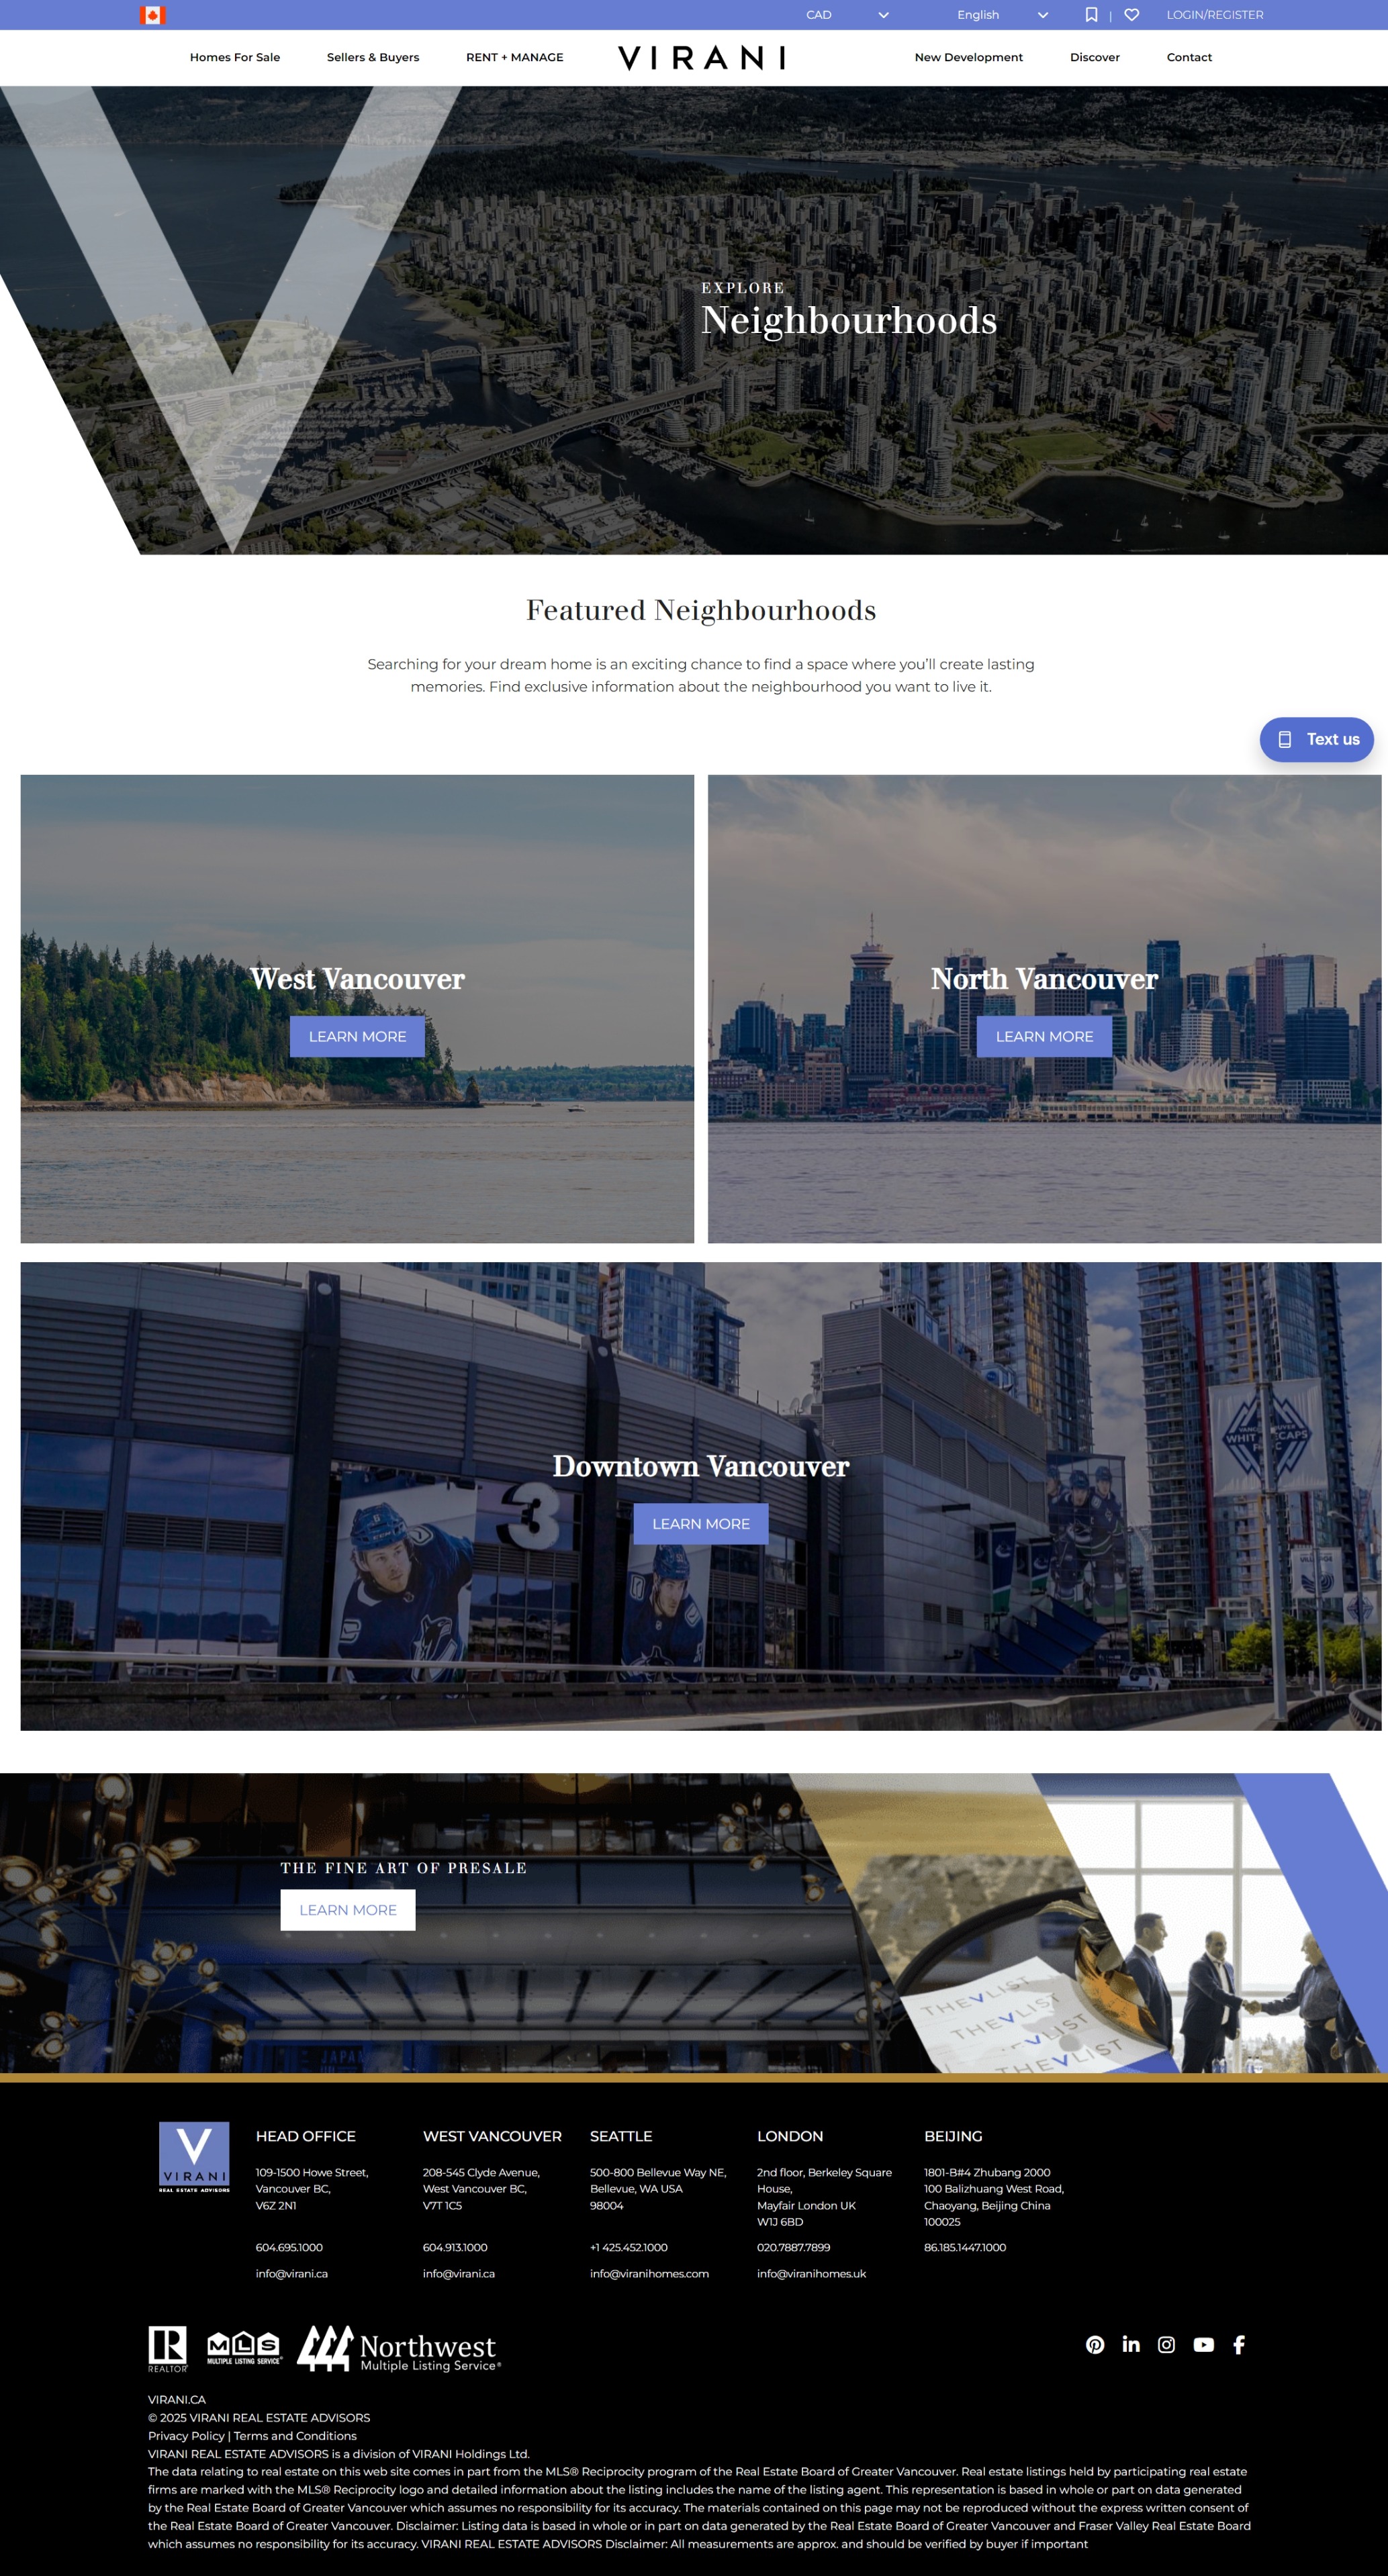 CAD
English
|
LOGIN/REGISTER
Homes For Sale
Sellers & Buyers
RENT + MANAGE
VIRANI
New Development
Discover
Contact
EXPLORE
Neighbourhoods
Featured Neighbourhoods
Searching for your dream home is an exciting chance to find a space where you'll create lasting
memories. Find exclusive information about the neighbourhood you want to live it.
Text us
West Vancouver
LEARN MORE
North Vancouver
LEARN MORE
Downtown Vancouver
LEARN MORE
3
THE FINE ART OF PRESALE
LEARN MORE
JAPAN
THEVLIST
THEVLIST
VLIST
THEVLIST
V
VIRANI
REAL ESTATE ADVISORS
HEAD OFFICE
109-1500 Howe Street,
Vancouver BC,
V6Z 2N1
604.695.1000
info@virani.ca
WEST VANCOUVER
208-545 Clyde Avenue,
West Vancouver BC,
V7T 1C5
604.913.1000
info@virani.ca
SEATTLE
500-800 Bellevue Way NE,
Bellevue, WA USA
98004
+1 425.452.1000
info@viranihomes.com
LONDON
2nd floor, Berkeley Square
House,
Mayfair London UK
W1J 6BD
020.7887.7899
info@viranihomes.uk
BEIJING
1801-B#4 Zhubang 2000
100 Balizhuang West Road,
Chaoyang, Beijing China
100025
86.185.1447.1000
R
REALTOR
MLS
MULTIPLE LISTING SERVICE®
Northwest
Multiple Listing Service®
VIRANI.CA
© 2025 VIRANI REAL ESTATE ADVISORS
Privacy Policy | Terms and Conditions
VIRANI REAL ESTATE ADVISORS is a division of VIRANI Holdings Ltd.
The data relating to real estate on this web site comes in part from the MLS® Reciprocity program of the Real Estate Board of Greater Vancouver. Real estate listings held by participating real estate
firms are marked with the MLS® Reciprocity logo and detailed information about the listing includes the name of the listing agent. This representation is based in whole or part on data generated
by the Real Estate Board of Greater Vancouver which assumes no responsibility for its accuracy. The materials contained on this page may not be reproduced without the express written consent of
the Real Estate Board of Greater Vancouver. Disclaimer: Listing data is based in whole or in part on data generated by the Real Estate Board of Greater Vancouver and Fraser Valley Real Estate Board
which assumes no responsibility for its accuracy. VIRANI REAL ESTATE ADVISORS Disclaimer: All measurements are approx. and should be verified by buyer if important